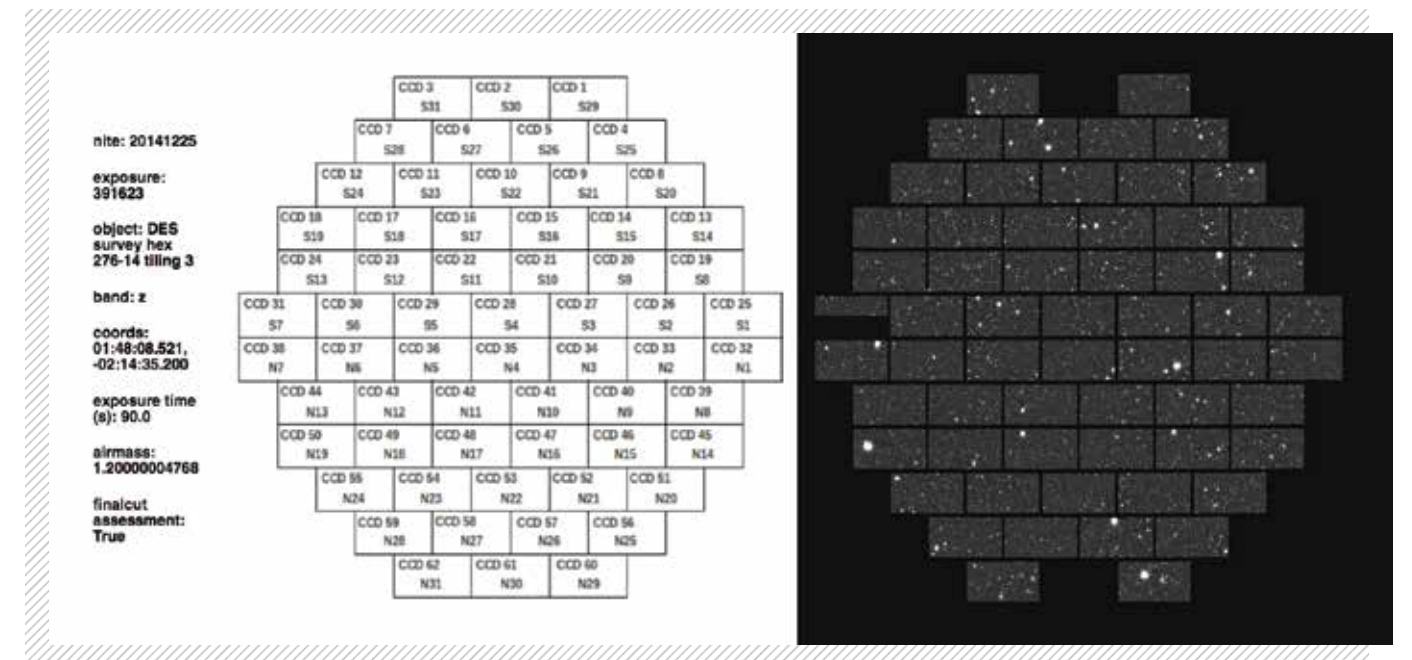 nite: 20141225
exposure:
391623
object: DES
survey hex
276-14 tiling 3
band: z
coords:
01:48:08.521,
-02:14:35.200
exposure time
(s): 90.0
airmass:
1.20000004768
finalcut
assessment:
True
CCD 3 CCD 2 CCD 1
S31 S30 S29
CCD 7 CCD 6 CCD 5 CCD 4
S28 S27 S26 S25
CCD 12 CCD 11 CCD 10 CCD 9 CCD 8
S24 S23 S22 S21 S20
CCD 18 CCD 17 CCD 16 CCD 15 CCD 14 CCD 13
S19 S18 S17 S16 S15 S14
CCD 24 CCD 23 CCD 22 CCD 21 CCD 20 CCD 19
S13 S12 S11 S10 S9 S8
CCD 31 CCD 30 CCD 29 CCD 28 CCD 27 CCD 26 CCD 25
S7 S6 S5 S4 S3 S2 S1
CCD 38 CCD 37 CCD 36 CCD 35 CCD 34 CCD 33 CCD 32
N7 N6 N5 N4 N3 N2 N1
CCD 44 CCD 43 CCD 42 CCD 41 CCD 40 CCD 39
N13 N12 N11 N10 N9 N8
CCD 50 CCD 49 CCD 48 CCD 47 CCD 46 CCD 45
N19 N18 N17 N16 N15 N14
CCD 55 CCD 54 CCD 53 CCD 52 CCD 51
N24 N23 N22 N21 N20
CCD 59 CCD 58 CCD 57 CCD 56
N28 N27 N26 N25
CCD 62 CCD 61 CCD 60
N31 N30 N29